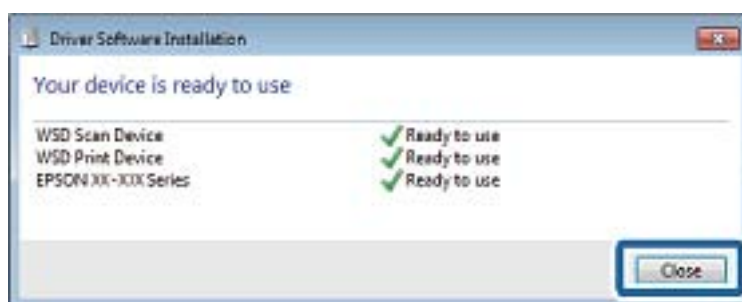 Driver Software Installation
Your device is ready to use
WSD Scan Device Ready to use
WSD Print Device Ready to use
EPSON XX-XXX Series Ready to use
Close